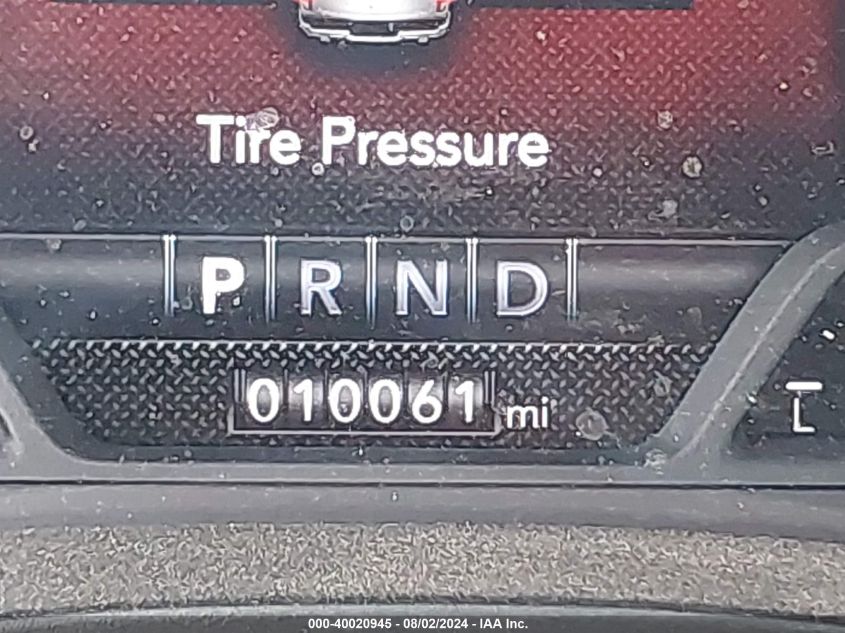 Tire Pressure
P R N D
010061 mi
L
000-40020945 - 08/02/2024 - IAA Inc.